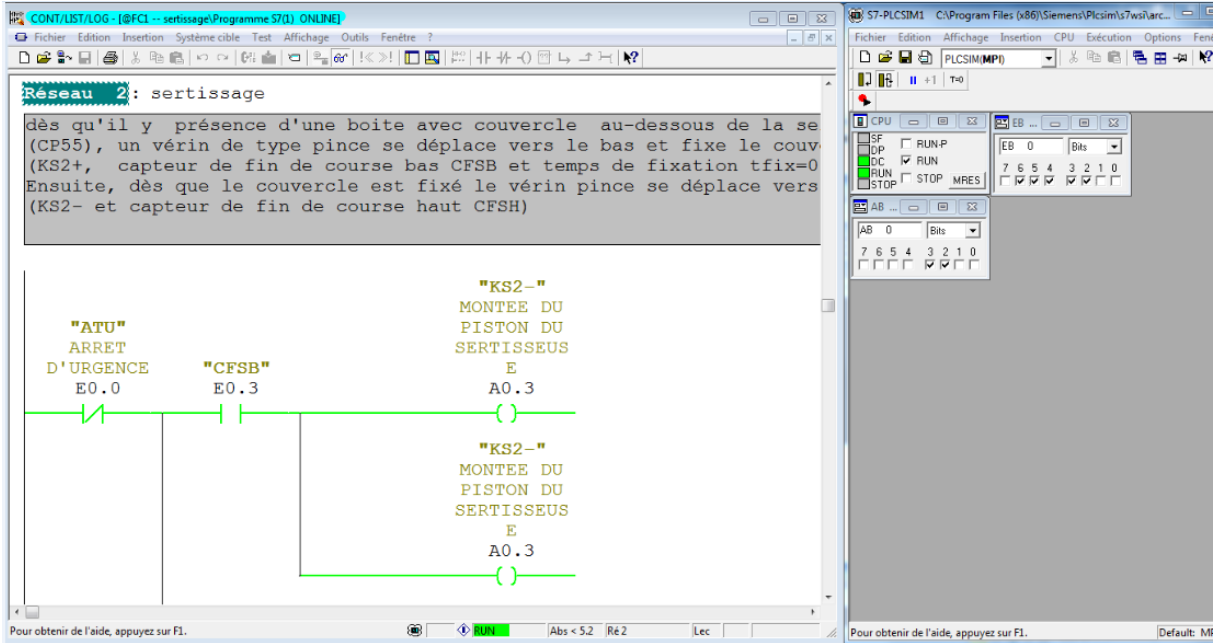 CONT/LIST/LOG - [@FC1 -- sertissage\Programme S7(1) ONLINE]
Fichier Edition Insertion Système cible Test Affichage Outils Fenêtre ?
Réseau 2: sertissage
dès qu'il y présence d'une boite avec couvercle au-dessous de la se
(CP55), un vérin de type pince se déplace vers le bas et fixe le couv
(KS2+, capteur de fin de course bas CFSB et temps de fixation tfix=0
Ensuite, dès que le couvercle est fixé le vérin pince se déplace vers
(KS2- et capteur de fin de course haut CFSH)
"KS2-"
MONTEE DU
PISTON DU
SERTISSEUS
E
A0.3
"ATU"
ARRET
D'URGENCE
E0.0
"CFSB"
E0.3
"KS2-"
MONTEE DU
PISTON DU
SERTISSEUS
E
A0.3
Pour obtenir de l'aide, appuyez sur F1.
RUN
Abs < 5.2
Ré 2
Lec
S7-PLCSIM1 C:\Program Files (x86)\Siemens\Plcsim\s7wsi\arc...
Fichier Edition Affichage Insertion CPU Exécution Options Fenê
PLCSIM(MPI)
+1 T=0
CPU
SF
DP
DC
RUN
STOP
RUN-P
RUN
STOP
MRES
EB ...
EB 0
Bits
7 6 5 4 3 2 1 0
AB ...
AB 0
Bits
7 6 5 4 3 2 1 0
Pour obtenir de l'aide, appuyez sur F1.
Default: MP